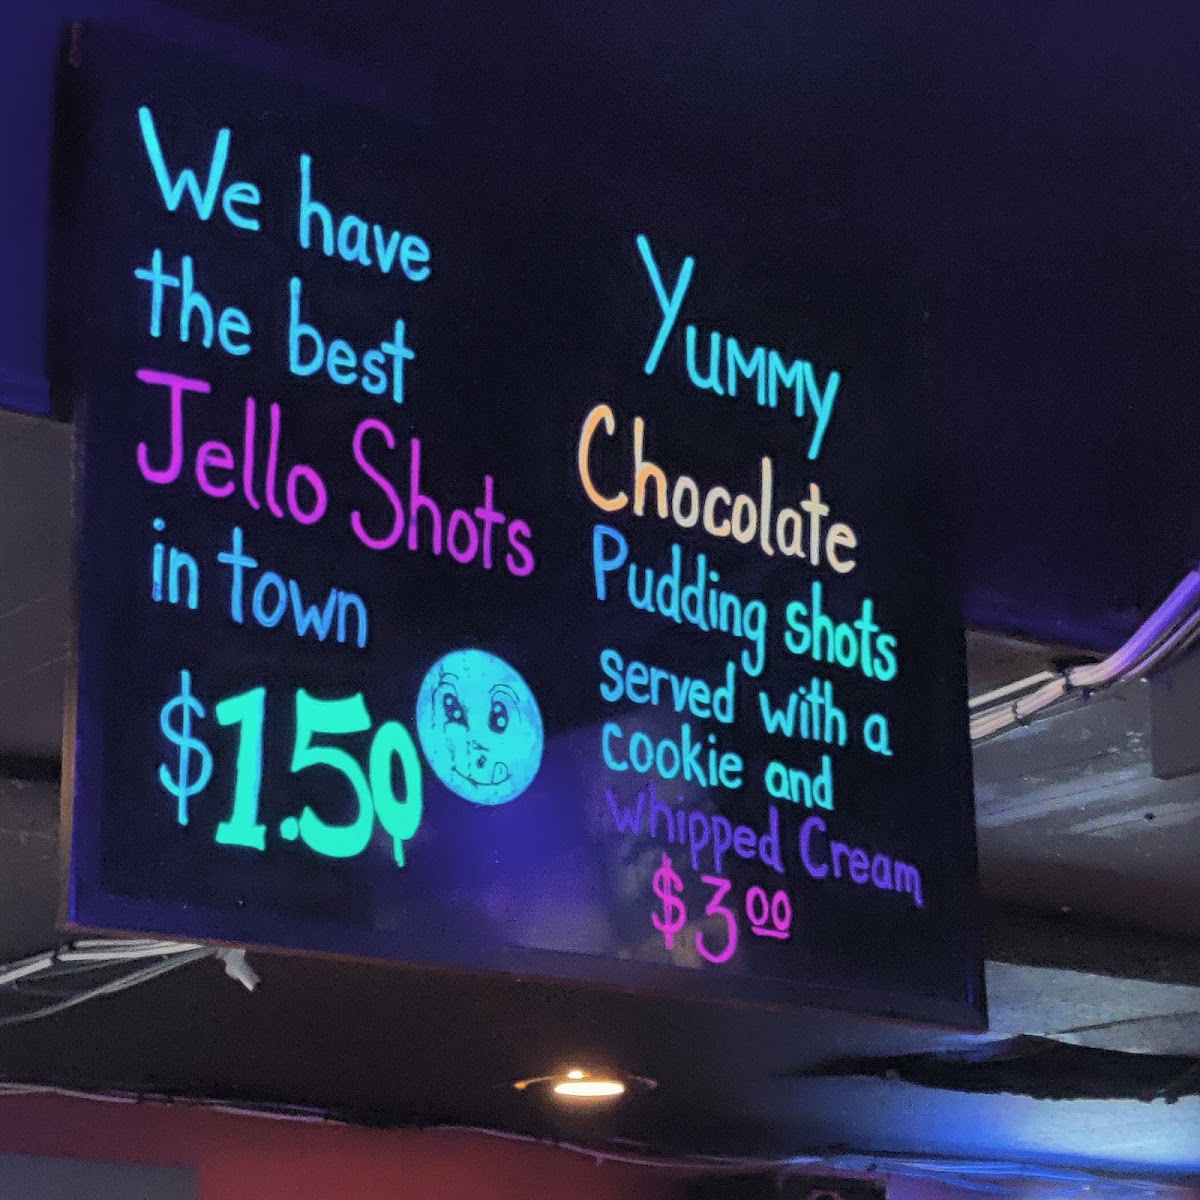 We have
the best
Jello Shots
in town
$1.50¢
Yummy
Chocolate
Pudding shots
served with a
cookie and
whipped Cream
$3.00